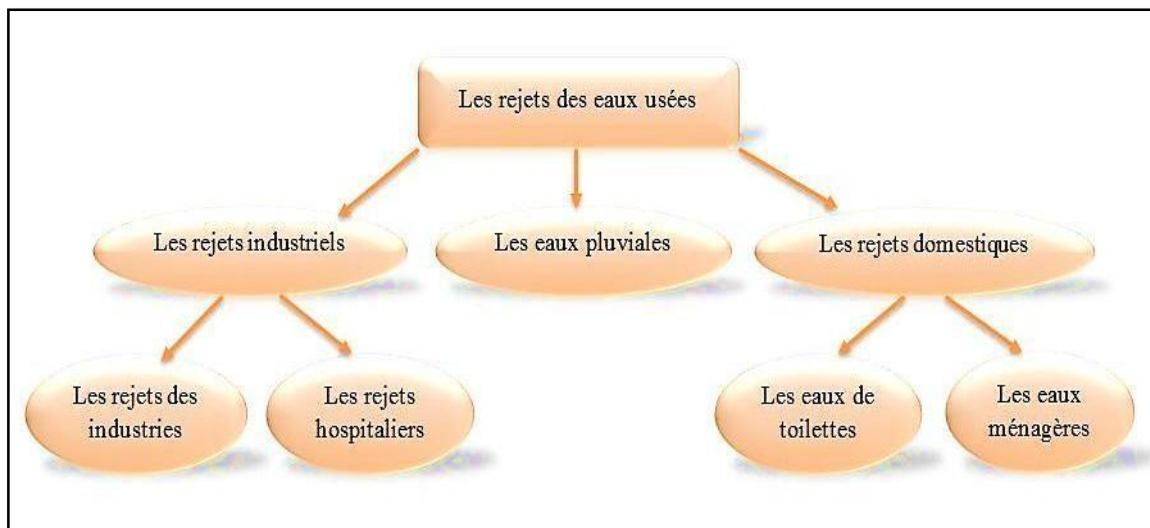 Les rejets des eaux usées
Les rejets industriels
Les eaux pluviales
Les rejets domestiques
Les rejets des
industries
Les rejets
hospitaliers
Les eaux de
toilettes
Les eaux
ménagères